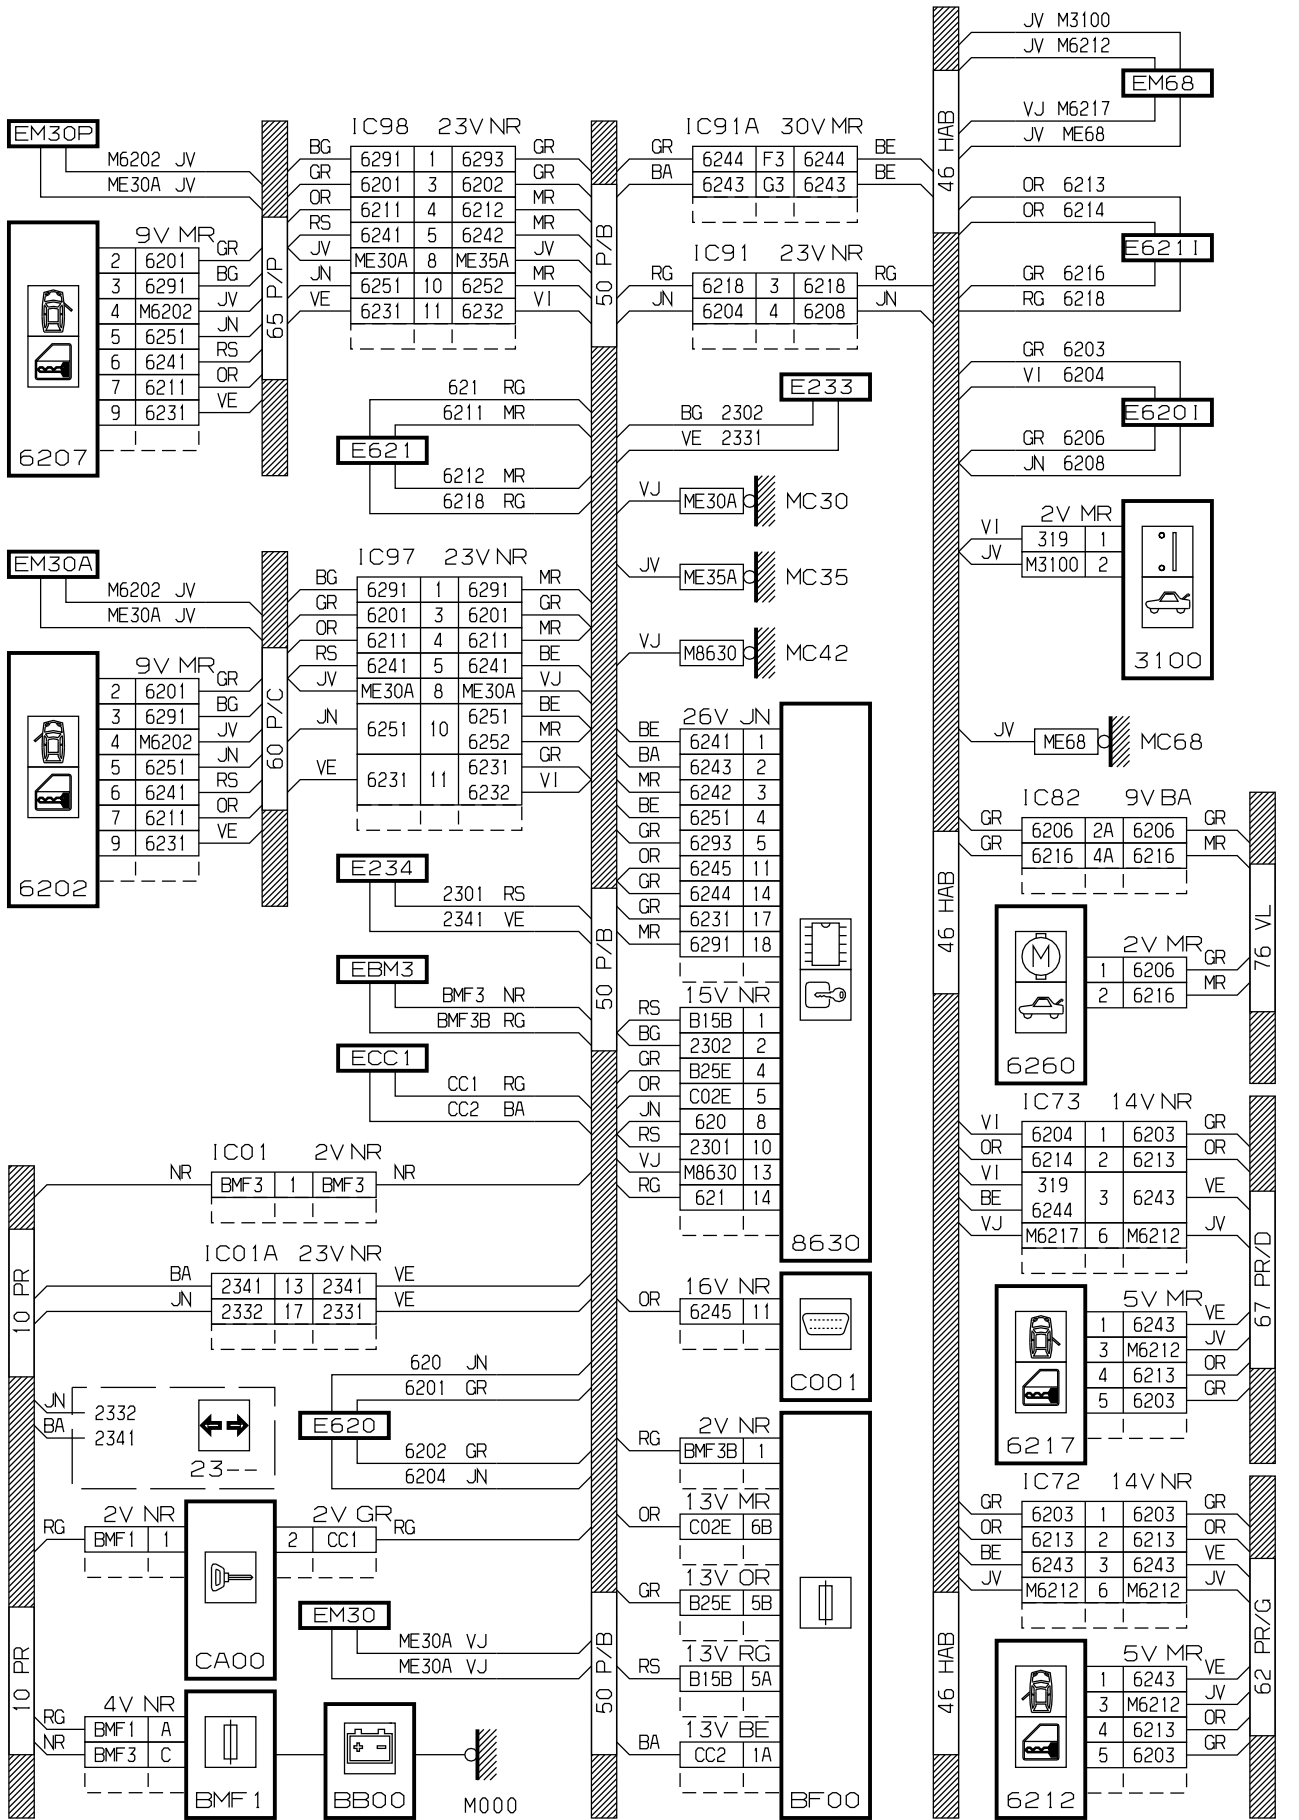 EM30P
M6202 JV
ME30A JV
9V MR
2 6201 GR
3 6291 BG
4 M6202 JV
5 6251 JN
6 6241 RS
7 6211 OR
9 6231 VE
6207
65 P/P
IC98 23V NR
BG 6291 1 6293 GR
GR 6201 3 6202 GR
OR 6211 4 6212 MR
RS 6241 5 6242 MR
JV ME30A 8 ME35A JV
JN 6251 10 6252 MR
VE 6231 11 6232 VI
621 RG
6211 MR
E621
6212 MR
6218 RG
EM30A
M6202 JV
ME30A JV
9V MR
2 6201 GR
3 6291 BG
4 M6202 JV
5 6251 JN
6 6241 RS
7 6211 OR
9 6231 VE
6202
60 P/C
IC97 23V NR
BG 6291 1 6291 MR
GR 6201 3 6201 GR
OR 6211 4 6211 MR
RS 6241 5 6241 BE
JV ME30A 8 ME30A VJ
JN 6251 10 6251 BE
6252 MR
VE 6231 11 6231 GR
6232 VI
E234
2301 RS
2341 VE
EBM3
BMF3 NR
BMF3B RG
ECC1
CC1 RG
CC2 BA
IC01 2V NR
NR BMF3 1 BMF3 NR
IC01A 23V NR
BA 2341 13 2341 VE
JN 2332 17 2331 VE
10 PR
JN 2332
BA 2341
23--
620 JN
6201 GR
E620
6202 GR
6204 JN
2V NR
RG BMF1 1
2V GR
2 CC1 RG
CA00
EM30
ME30A VJ
ME30A VJ
10 PR
4V NR
RG BMF1 A
NR BMF3 C
BMF1
M
BB00
+ -
M000
50 P/B
IC91A 30V MR
GR 6244 F3 6244 BE
BA 6243 G3 6243 BE
IC91 23V NR
RG 6218 3 6218 RG
JN 6204 4 6208 JN
E233
BG 2302
VE 2331
VJ ME30A MC30
JV ME35A MC35
VJ M8630 MC42
26V JN
BE 6241 1
BA 6243 2
MR 6242 3
BE 6251 4
GR 6293 5
OR 6245 11
GR 6244 14
GR 6231 17
MR 6291 18
50 P/B
15V NR
RS B15B 1
BG 2302 2
GR B25E 4
OR C02E 5
JN 620 8
RS 2301 10
VJ M8630 13
RG 621 14
8630
16V NR
OR 6245 11
C001
2V NR
RG BMF3B 1
13V MR
OR C02E 6B
13V OR
GR B25E 5B
50 P/B
13V RG
RS B15B 5A
13V BE
BA CC2 1A
BF00
46 HAB
JV M3100
JV M6212
EM68
VJ M6217
JV ME68
OR 6213
OR 6214
E621I
GR 6216
RG 6218
GR 6203
VI 6204
E620I
GR 6206
JN 6208
2V MR
VI 319 1
JV M3100 2
3100
JV ME68 MC68
46 HAB
IC82 9V BA
GR 6206 2A 6206 GR
GR 6216 4A 6216 MR
76 VL
2V MR
1 6206 GR
2 6216 MR
6260
IC73 14V NR
VI 6204 1 6203 GR
OR 6214 2 6213 OR
VI 319 3 6243 VE
BE 6244
VJ M6217 6 M6212 JV
67 PR/D
5V MR
1 6243 VE
3 M6212 JV
4 6213 OR
5 6203 GR
6217
IC72 14V NR
GR 6203 1 6203 GR
OR 6213 2 6213 OR
BE 6243 3 6243 VE
JV M6212 6 M6212 JV
46 HAB
62 PR/G
5V MR
1 6243 VE
3 M6212 JV
4 6213 OR
5 6203 GR
6212